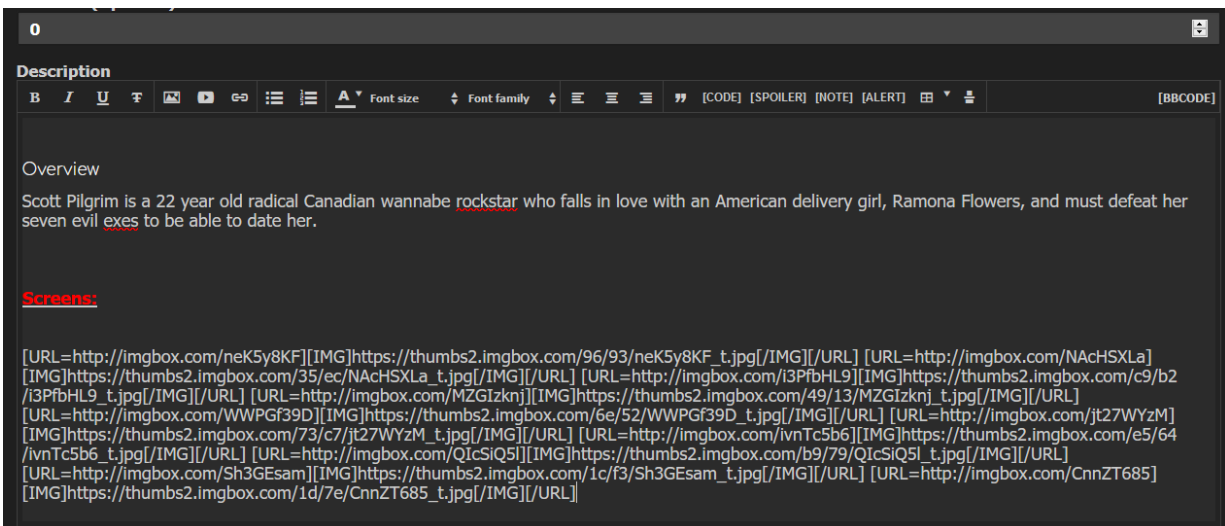 0
Description
B I U T A Font size Font family [CODE] [SPOILER] [NOTE] [ALERT] [BBCODE]
Overview
Scott Pilgrim is a 22 year old radical Canadian wannabe rockstar who falls in love with an American delivery girl, Ramona Flowers, and must defeat her
seven evil exes to be able to date her.
Screens:
[URL=http://imgbox.com/neK5y8KF][IMG]https://thumbs2.imgbox.com/96/93/neK5y8KF_t.jpg[/IMG][/URL] [URL=http://imgbox.com/NAcHSXLa]
[IMG]https://thumbs2.imgbox.com/35/ec/NAcHSXLa_t.jpg[/IMG][/URL] [URL=http://imgbox.com/i3PfbHL9][IMG]https://thumbs2.imgbox.com/c9/b2
/i3PfbHL9_t.jpg[/IMG][/URL] [URL=http://imgbox.com/MZGIzknj][IMG]https://thumbs2.imgbox.com/49/13/MZGIzknj_t.jpg[/IMG][/URL]
[URL=http://imgbox.com/WWPGf39D][IMG]https://thumbs2.imgbox.com/6e/52/WWPGf39D_t.jpg[/IMG][/URL] [URL=http://imgbox.com/jt27WYzM]
[IMG]https://thumbs2.imgbox.com/73/c7/jt27WYzM_t.jpg[/IMG][/URL] [URL=http://imgbox.com/ivnTc5b6][IMG]https://thumbs2.imgbox.com/e5/64
/ivnTc5b6_t.jpg[/IMG][/URL] [URL=http://imgbox.com/QIcSiQ5l][IMG]https://thumbs2.imgbox.com/b9/79/QIcSiQ5l_t.jpg[/IMG][/URL]
[URL=http://imgbox.com/Sh3GEsam][IMG]https://thumbs2.imgbox.com/1c/f3/Sh3GEsam_t.jpg[/IMG][/URL] [URL=http://imgbox.com/CnnZT685]
[IMG]https://thumbs2.imgbox.com/1d/7e/CnnZT685_t.jpg[/IMG][/URL]